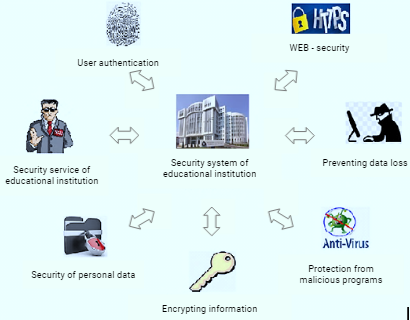 HTTPS
User authentication
WEB - security
Security service of
educational institution
Security system of
educational institution
Preventing data loss
Security of personal data
Anti-Virus
Protection from
malicious programs
Encrypting information